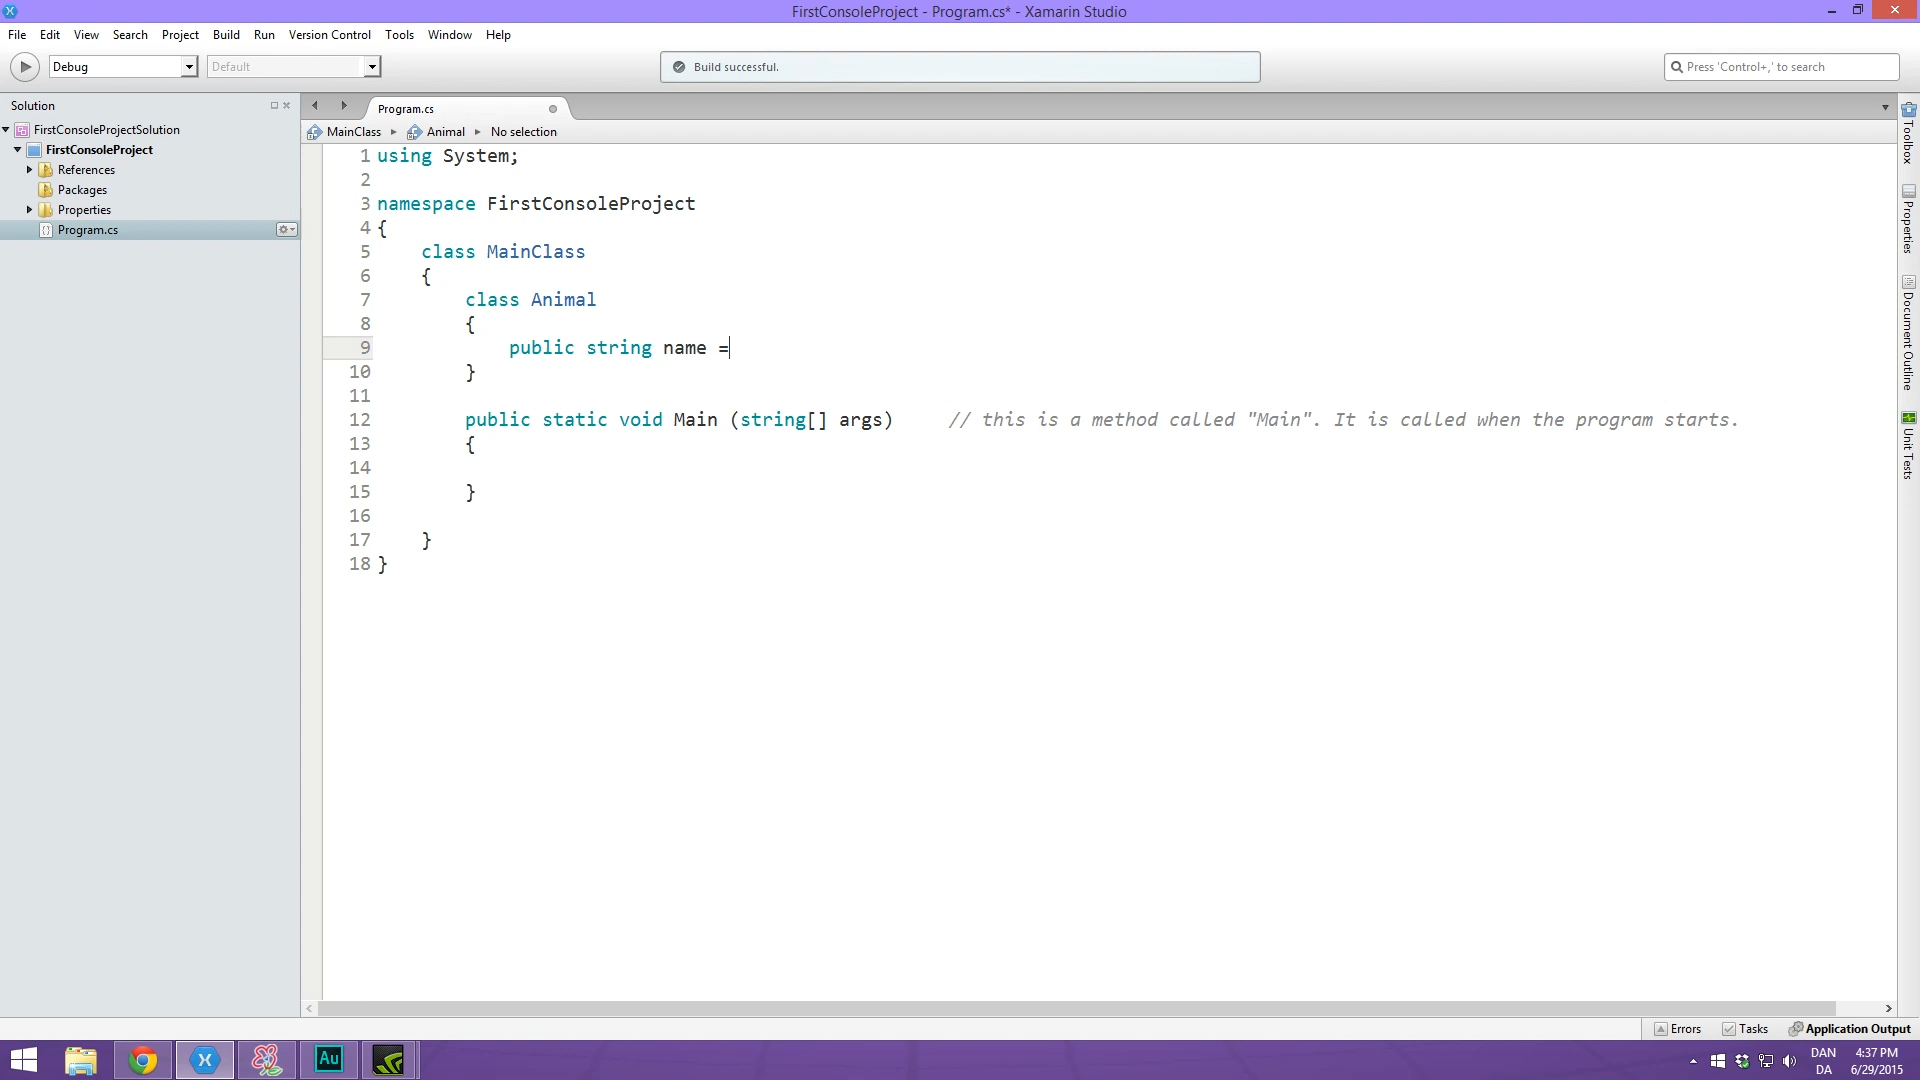 FirstConsoleProject - Program.cs* - Xamarin Studio
File Edit View Search Project Build Run Version Control Tools Window Help
Debug Default Build successful. Press 'Control+,' to search
Solution
FirstConsoleProjectSolution
FirstConsoleProject
References
Packages
Properties
Program.cs
Program.cs
MainClass Animal No selection
1 using System;
2
3 namespace FirstConsoleProject
4 {
5 class MainClass
6 {
7 class Animal
8 {
9 public string name =
10 }
11
12 public static void Main (string[] args) // this is a method called "Main". It is called when the program starts.
13 {
14
15 }
16
17 }
18 }
Toolbox
Properties
Document Outline
Unit Tests
Errors Tasks Application Output
Au
DAN 4:37 PM
DA 6/29/2015